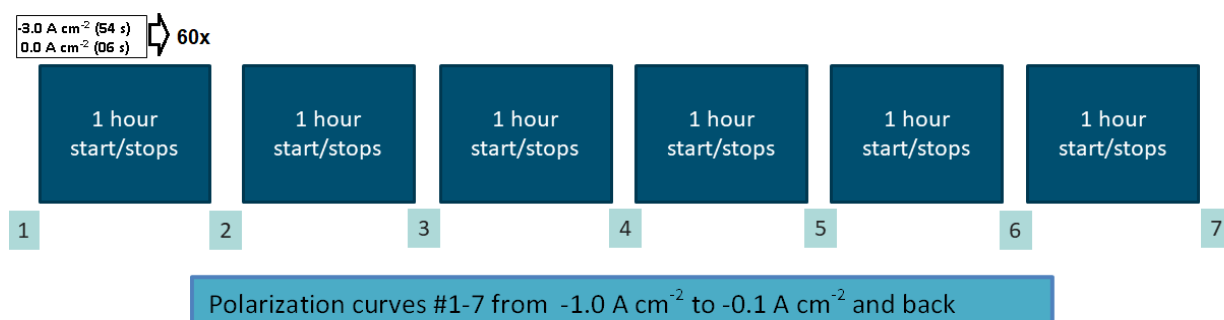 -3.0 A cm⁻² (54 s)
0.0 A cm⁻² (06 s)
60x
1 hour
start/stops
1 hour
start/stops
1 hour
start/stops
1 hour
start/stops
1 hour
start/stops
1 hour
start/stops
1
2
3
4
5
6
7
Polarization curves #1-7 from -1.0 A cm⁻² to -0.1 A cm⁻² and back